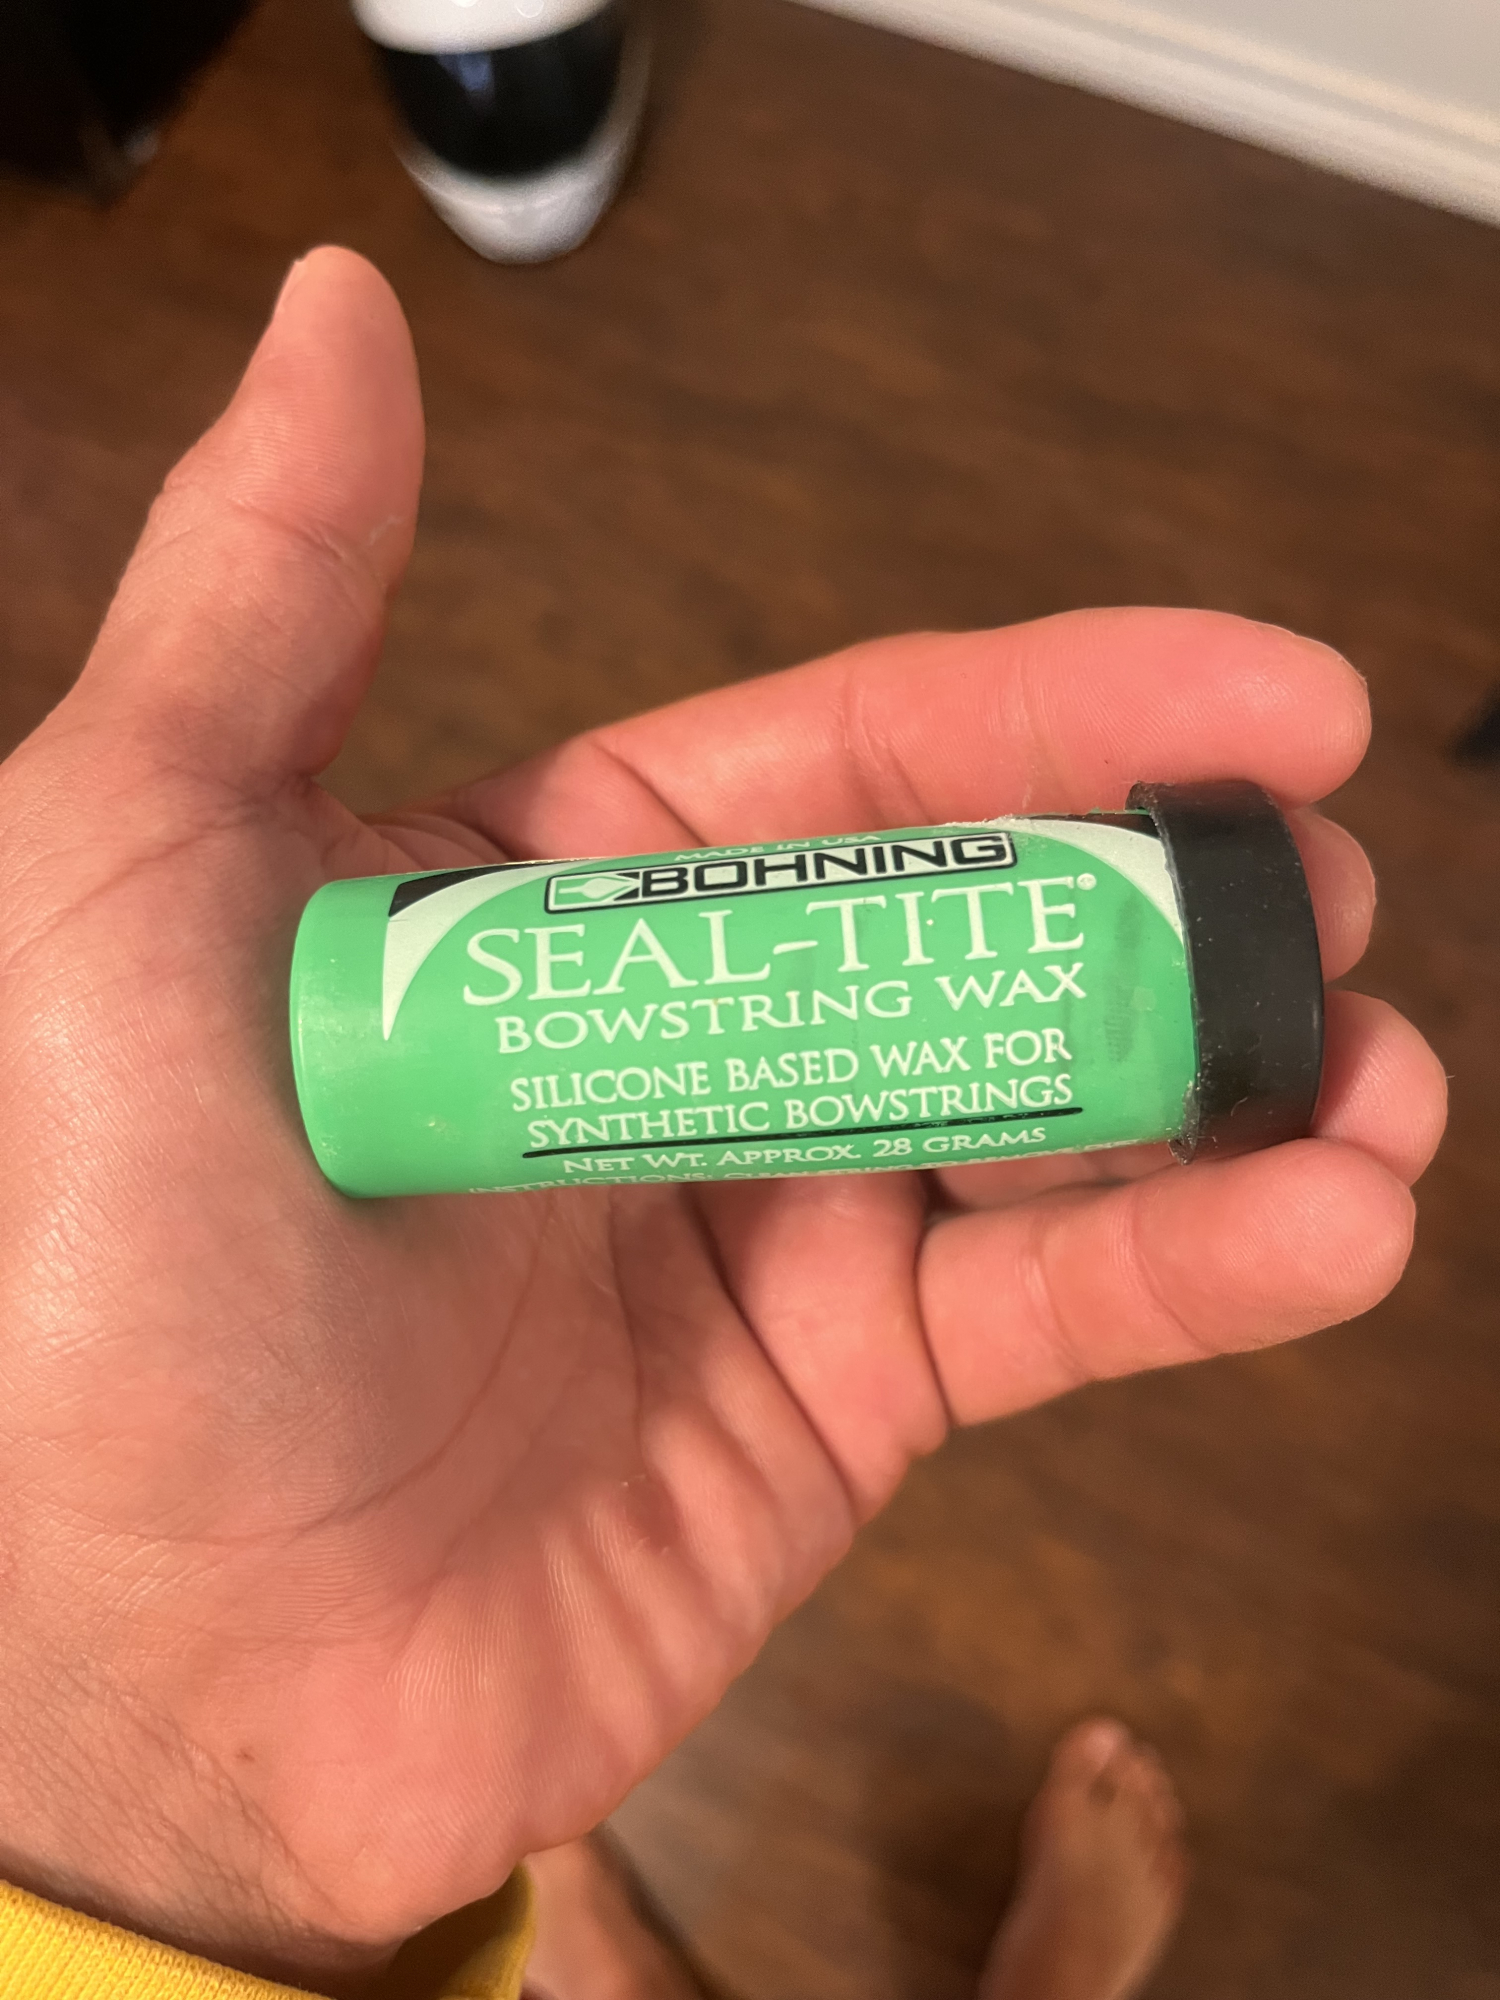 MADE IN USA
BOHNING
SEAL-TITE®
BOWSTRING WAX
SILICONE BASED WAX FOR
SYNTHETIC BOWSTRINGS
NET WT. APPROX. 28 GRAMS
INSTRUCTIONS: